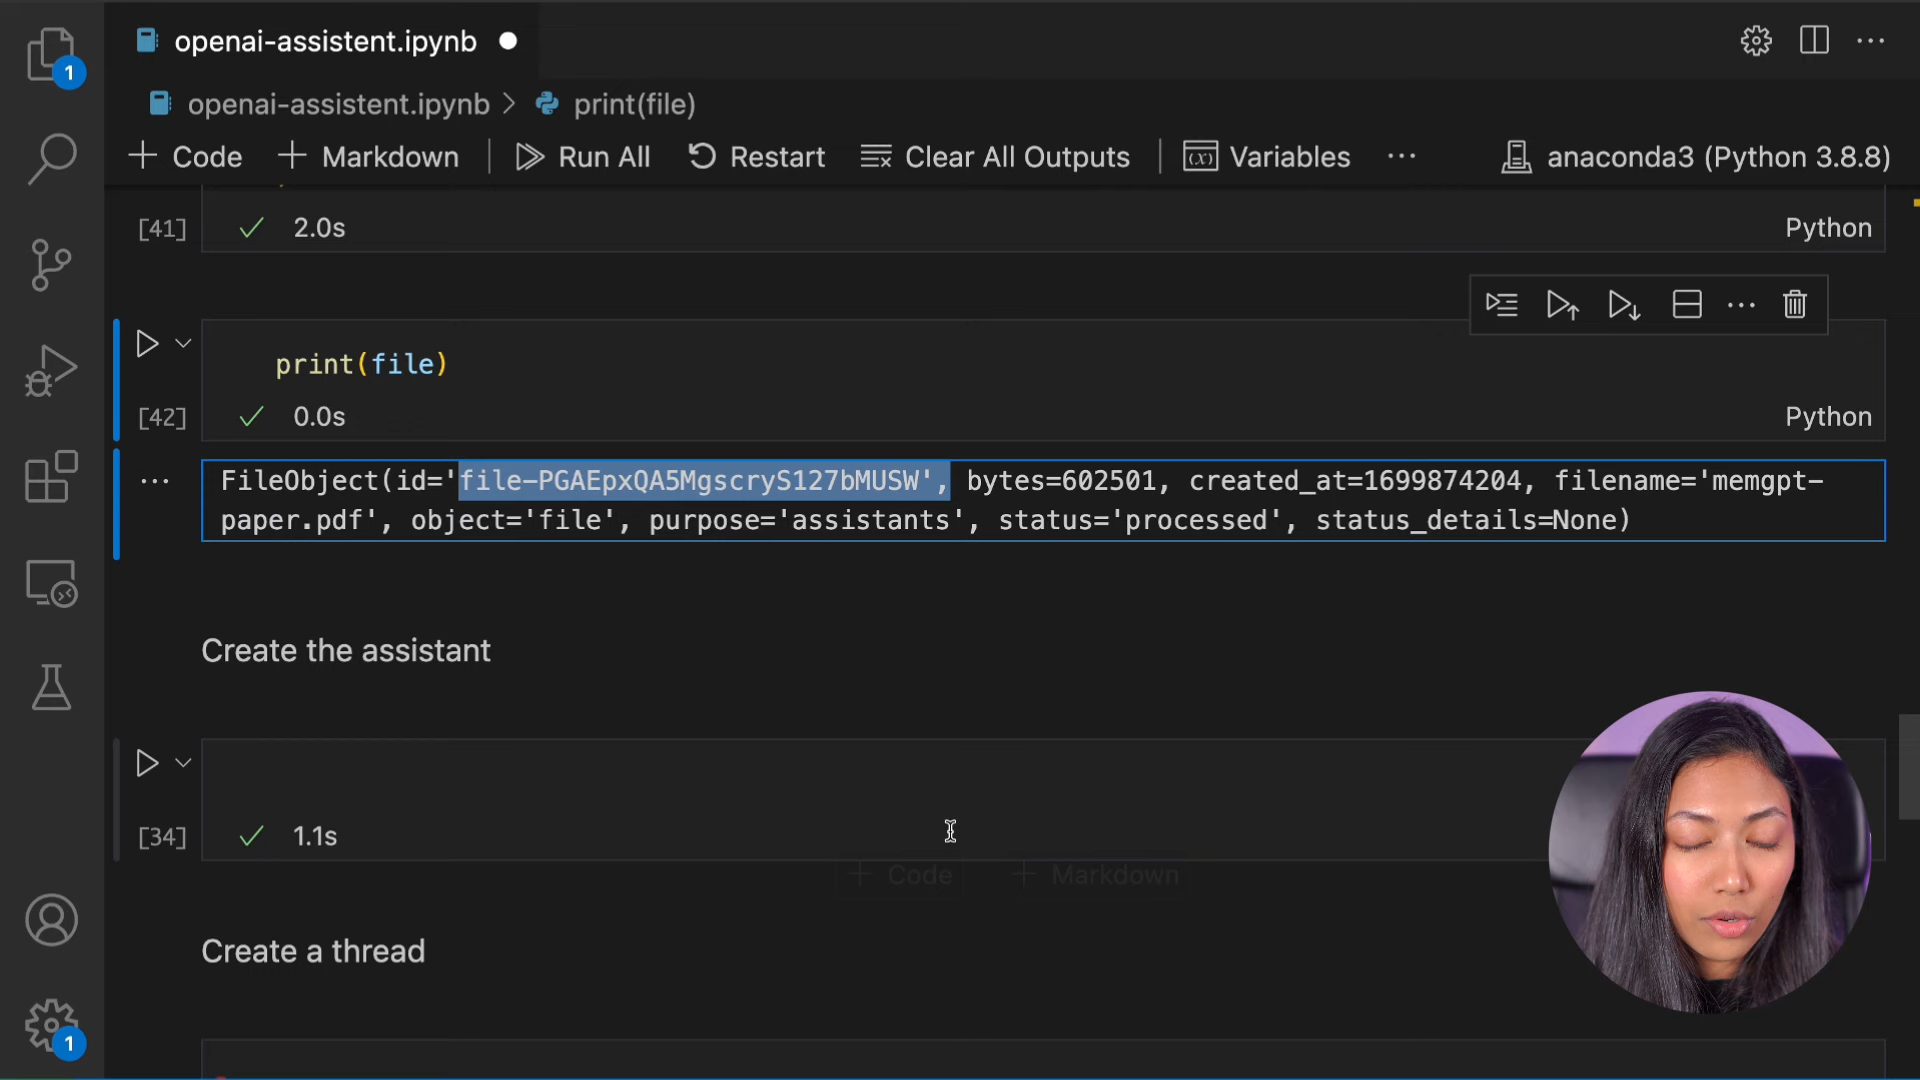 openai-assistent.ipynb
1
openai-assistent.ipynb > print(file)
+ Code + Markdown Run All Restart Clear All Outputs (x) Variables ... anaconda3 (Python 3.8.8)
[41] 2.0s Python
print(file)
[42] 0.0s Python
FileObject(id='file-PGAEpxQA5MgscryS127bMUSW', bytes=602501, created_at=1699874204, filename='memgpt-
paper.pdf', object='file', purpose='assistants', status='processed', status_details=None)
Create the assistant
[34] 1.1s
+ Code + Markdown
Create a thread
1